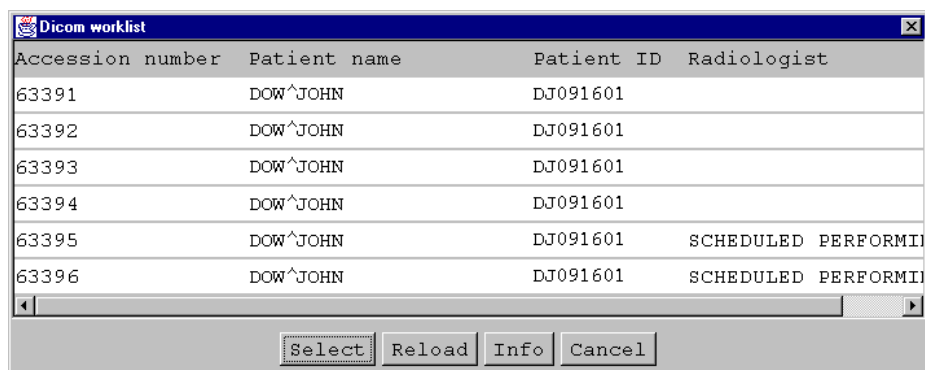 Dicom worklist
Accession number Patient name Patient ID Radiologist
63391 DOW^JOHN DJ091601
63392 DOW^JOHN DJ091601
63393 DOW^JOHN DJ091601
63394 DOW^JOHN DJ091601
63395 DOW^JOHN DJ091601 SCHEDULED
63396 DOW^JOHN DJ091601 SCHEDULED
Select Reload Info Cancel